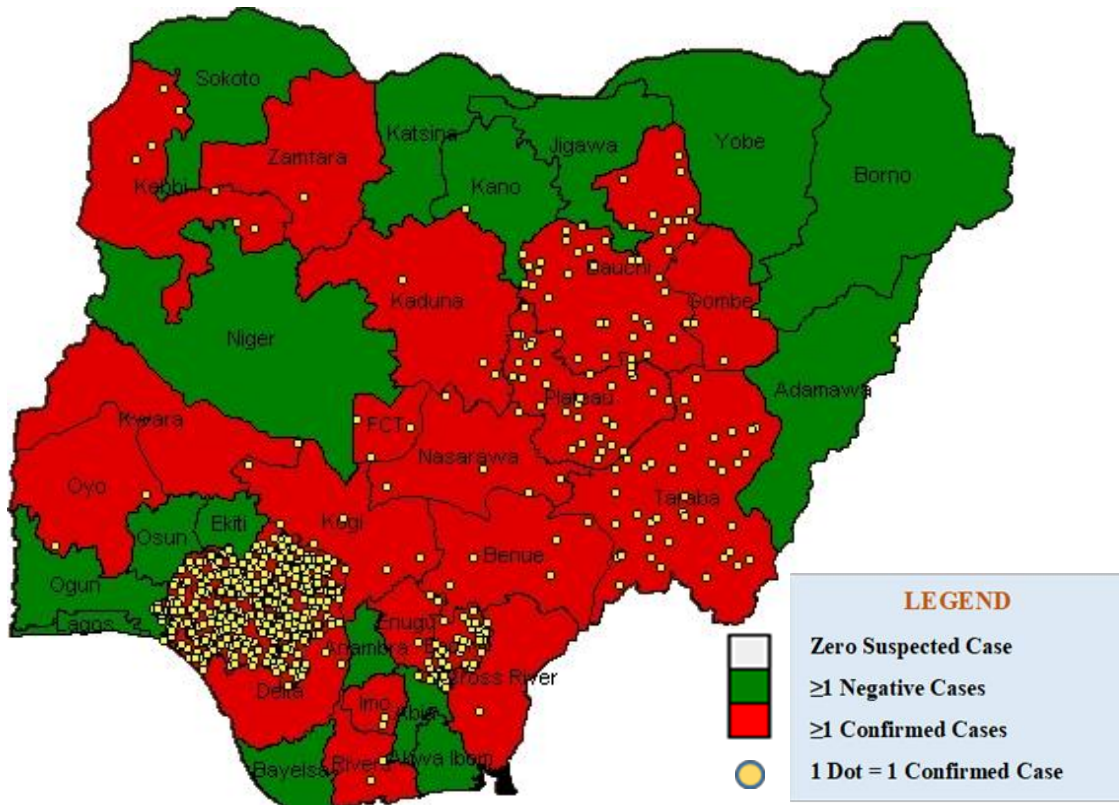 Sokoto
Katsina
Zamfara
Jigawa
Yobe
Borno
Kano
Kebbi
Bauchi
Kaduna
Gombe
Niger
Adamawa
Plateau
Kwara
FCT
Nasarawa
Oyo
Taraba
Kogi
Ekiti
Osun
Benue
Ogun
Lagos
Enugu
Anambra
Cross River
Delta
Imo
Abia
Akwa Ibom
Rivers
Bayelsa
LEGEND
Zero Suspected Case
≥1 Negative Cases
≥1 Confirmed Cases
1 Dot = 1 Confirmed Case